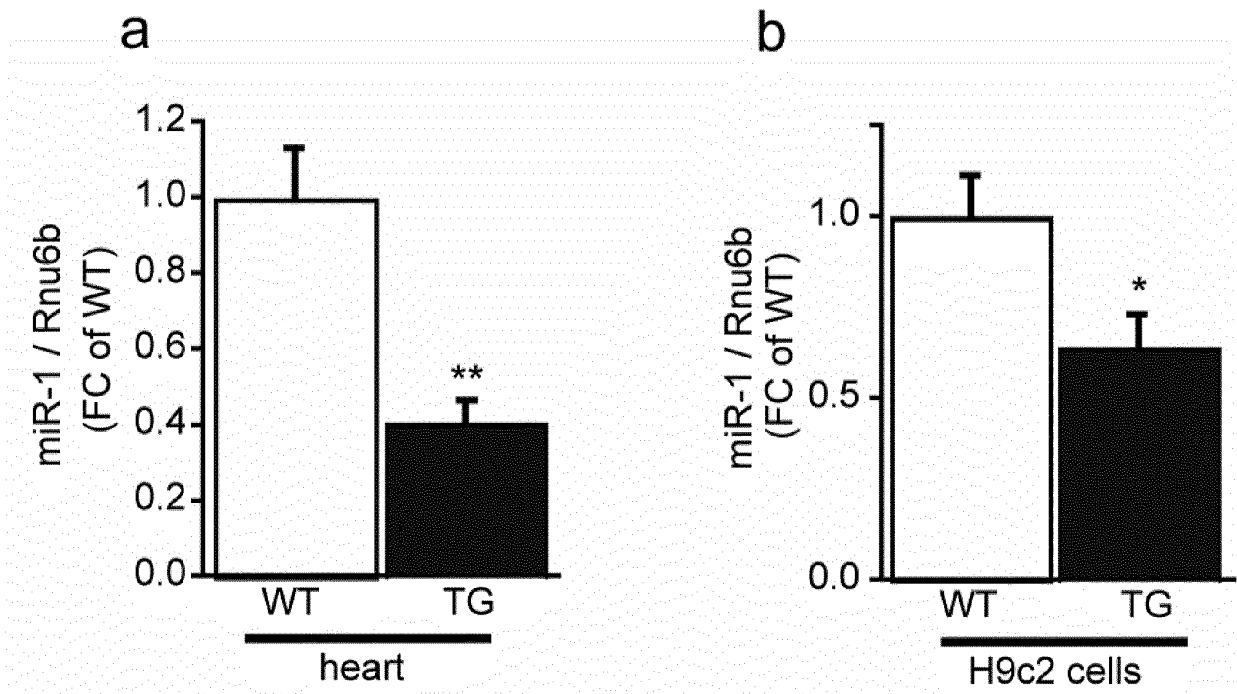 a
miR-1 / Rnu6b
(FC of WT)
1.2
1.0
0.8
0.6
0.4
0.2
0.0
**
WT TG
heart
b
miR-1 / Rnu6b
(FC of WT)
1.0
0.5
0.0
*
WT TG
H9c2 cells